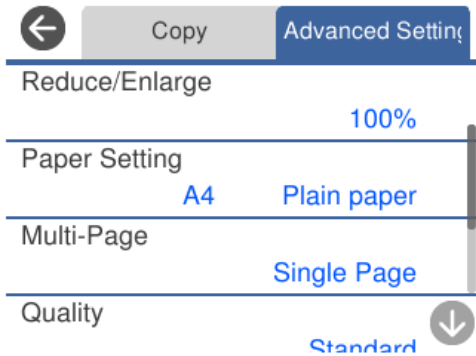 Copy Advanced Setting
Reduce/Enlarge
100%
Paper Setting
A4 Plain paper
Multi-Page
Single Page
Quality
Standard